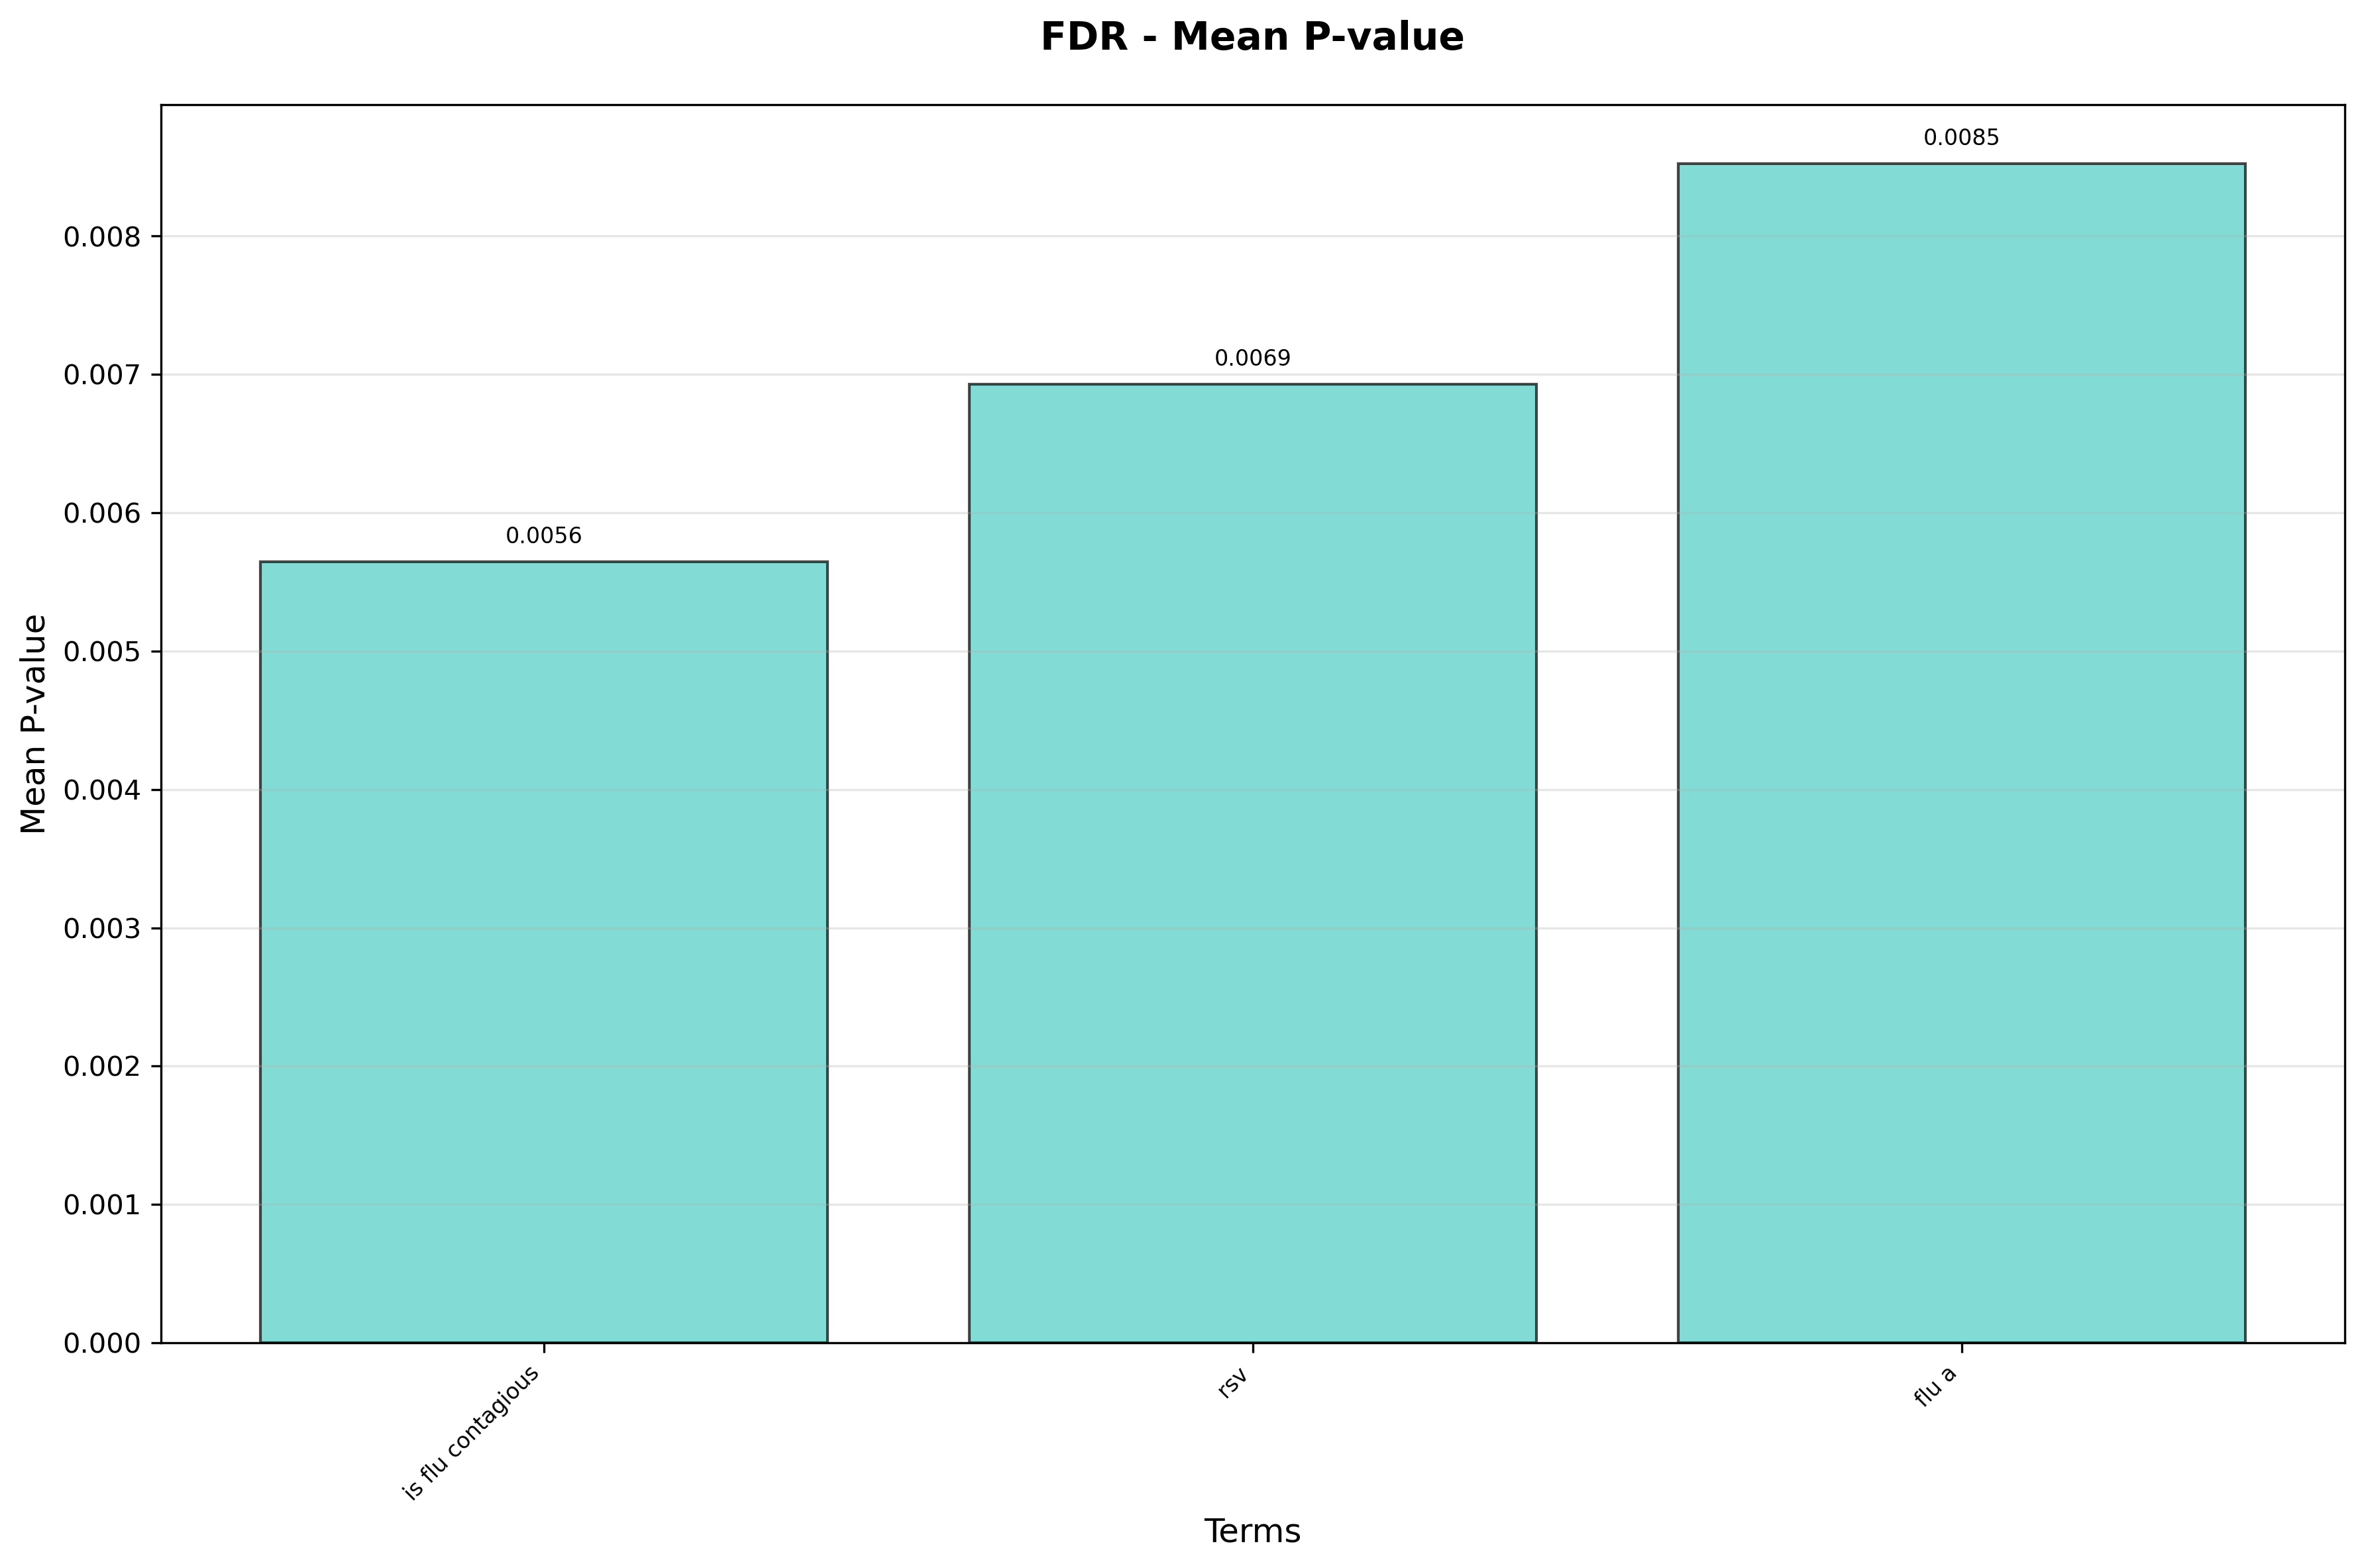 FDR - Mean P-value
Mean P-value
0.008
0.007
0.006
0.005
0.004
0.003
0.002
0.001
0.000
0.0056
0.0069
0.0085
is flu contagious
rsv
flu a
Terms